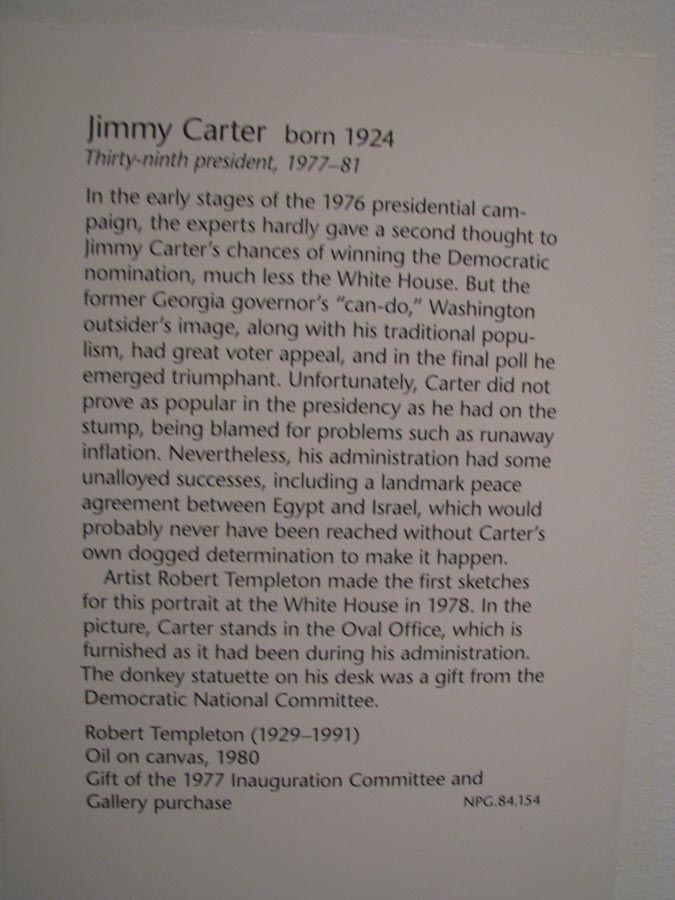 Jimmy Carter born 1924
Thirty-ninth president, 1977–81
In the early stages of the 1976 presidential cam-
paign, the experts hardly gave a second thought to
Jimmy Carter's chances of winning the Democratic
nomination, much less the White House. But the
former Georgia governor's "can-do," Washington
outsider's image, along with his traditional popu-
lism, had great voter appeal, and in the final poll he
emerged triumphant. Unfortunately, Carter did not
prove as popular in the presidency as he had on the
stump, being blamed for problems such as runaway
inflation. Nevertheless, his administration had some
unalloyed successes, including a landmark peace
agreement between Egypt and Israel, which would
probably never have been reached without Carter's
own dogged determination to make it happen.
Artist Robert Templeton made the first sketches
for this portrait at the White House in 1978. In the
picture, Carter stands in the Oval Office, which is
furnished as it had been during his administration.
The donkey statuette on his desk was a gift from the
Democratic National Committee.
Robert Templeton (1929–1991)
Oil on canvas, 1980
Gift of the 1977 Inauguration Committee and
Gallery purchase NPG.84.154